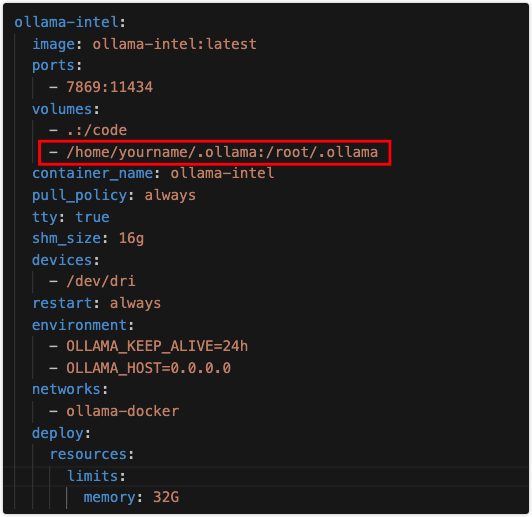 ollama-intel:
image: ollama-intel:latest
ports:
- 7869:11434
volumes:
- .:/code
- /home/yourname/.ollama:/root/.ollama
container_name: ollama-intel
pull_policy: always
tty: true
shm_size: 16g
devices:
- /dev/dri
restart: always
environment:
- OLLAMA_KEEP_ALIVE=24h
- OLLAMA_HOST=0.0.0.0
networks:
- ollama-docker
deploy:
resources:
limits:
memory: 32G